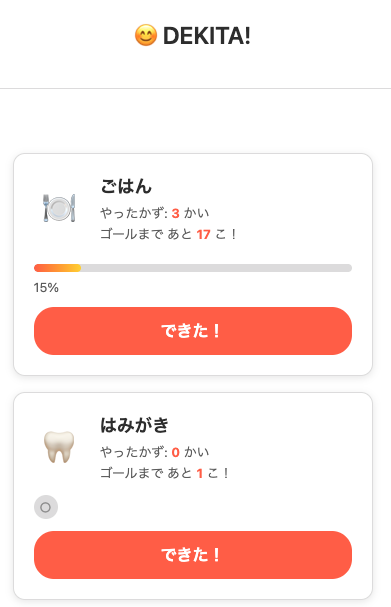 😊 DEKITA!
ごはん
やったかず: 3 かい
ゴールまで あと 17 こ！
15%
できた！
はみがき
やったかず: 0 かい
ゴールまで あと 1 こ！
できた！